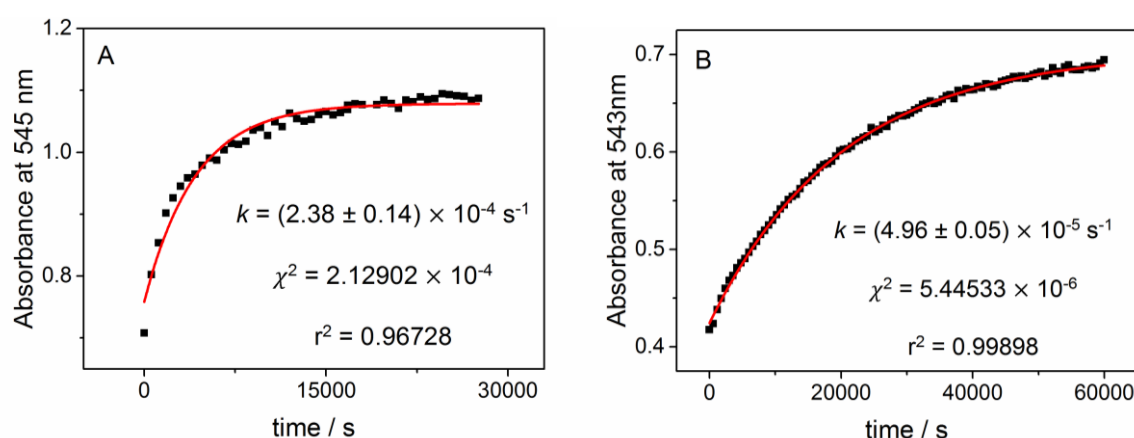 A
1.2
1.0
0.8
Absorbance at 545 nm
k = (2.38 ± 0.14) × 10⁻⁴ s⁻¹
χ² = 2.12902 × 10⁻⁴
r² = 0.96728
0
15000
30000
time / s
B
0.7
0.6
0.5
0.4
Absorbance at 543nm
k = (4.96 ± 0.05) × 10⁻⁵ s⁻¹
χ² = 5.44533 × 10⁻⁶
r² = 0.99898
0
20000
40000
60000
time / s